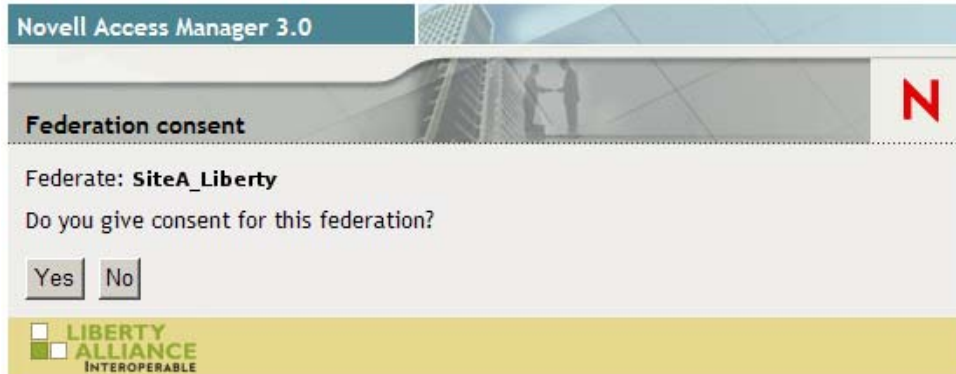 Novell Access Manager 3.0
N
Federation consent
Federate: SiteA_Liberty
Do you give consent for this federation?
Yes No
LIBERTY
ALLIANCE
INTEROPERABLE